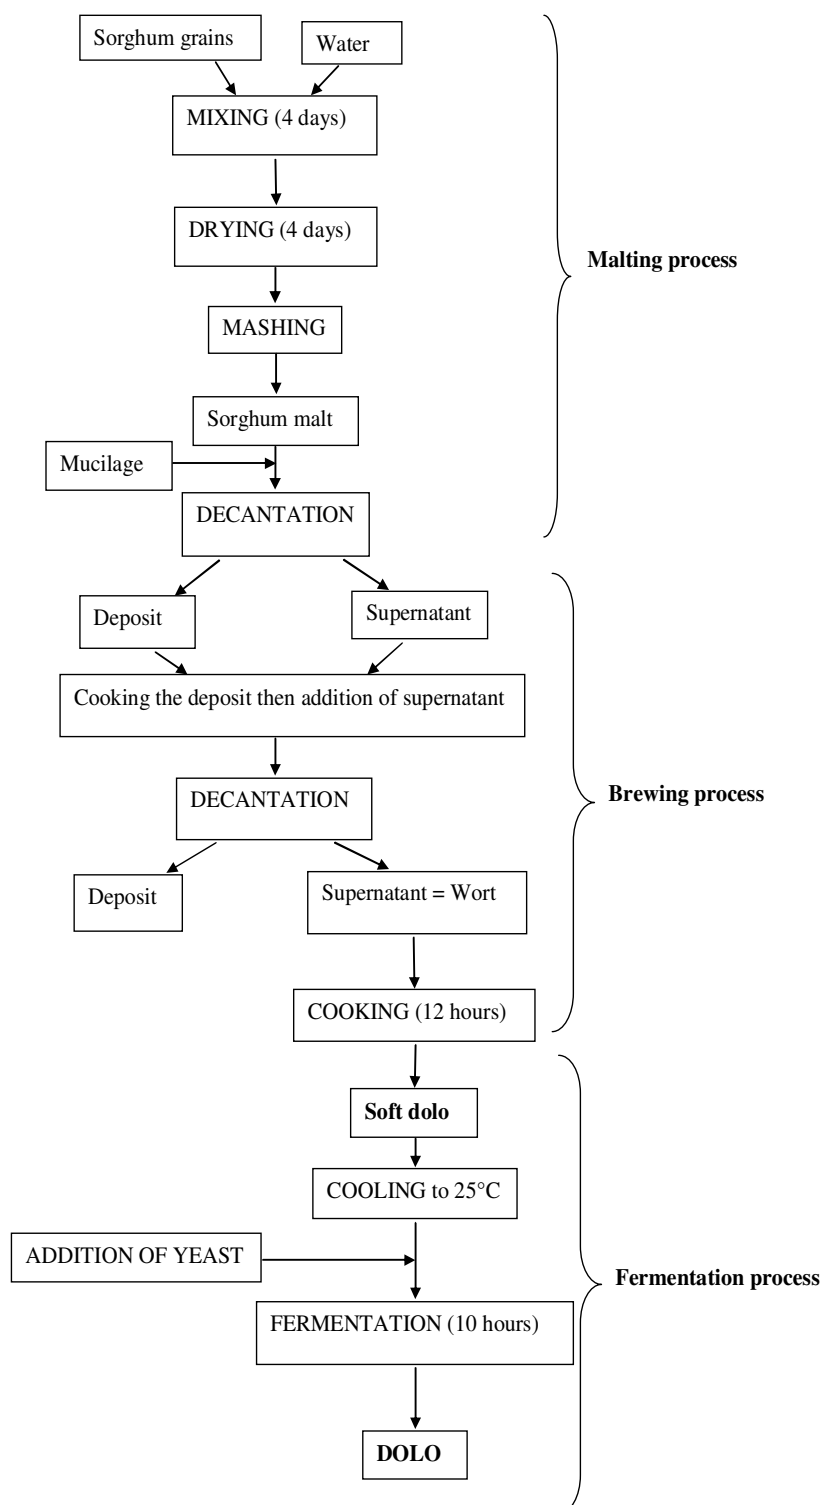 Sorghum grains
Water
MIXING (4 days)
DRYING (4 days)
Malting process
MASHING
Sorghum malt
Mucilage
DECANTATION
Deposit
Supernatant
Cooking the deposit then addition of supernatant
DECANTATION
Brewing process
Deposit
Supernatant = Wort
COOKING (12 hours)
Soft dolo
COOLING to 25°C
ADDITION OF YEAST
Fermentation process
FERMENTATION (10 hours)
DOLO